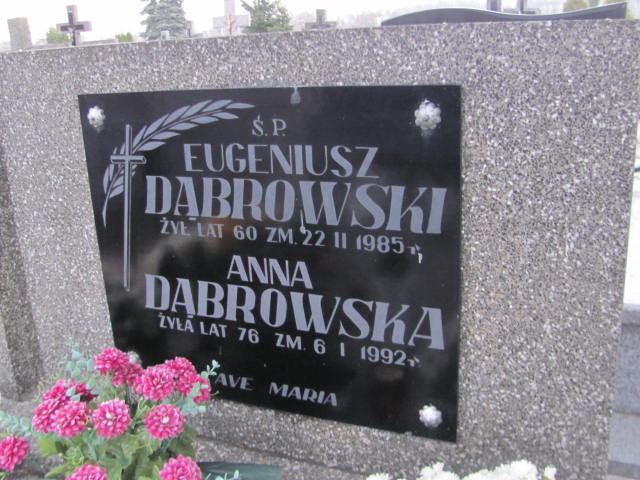 Ś.P.
EUGENIUSZ
DĄBROWSKI
ŻYŁ LAT 60 ZM. 22 II 1985 r.
ANNA
DĄBROWSKA
ŻYŁA LAT 76 ZM. 6 I 1992 r.
AVE MARIA